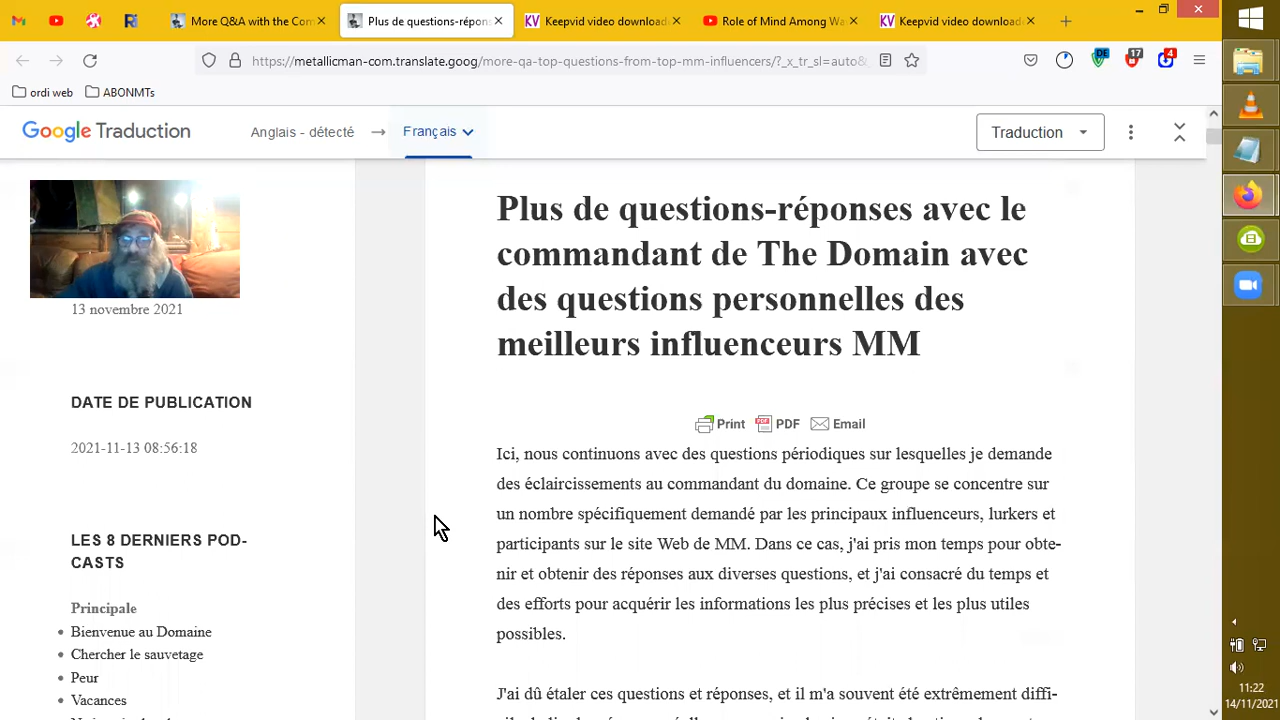 More Q&A with the Com
Plus de questions-répons
Keepvid video download
Role of Mind Among Wa
Keepvid video download
https://metallicman-com.translate.goog/more-qa-top-questions-from-top-mm-influencers/?_x_tr_sl=auto&
DE
17
4
ordi web
ABONMTs
Google Traduction
Anglais - détecté
Français
Traduction
Plus de questions-réponses avec le
commandant de The Domain avec
des questions personnelles des
meilleurs influenceurs MM
13 novembre 2021
DATE DE PUBLICATION
2021-11-13 08:56:18
LES 8 DERNIERS POD-
CASTS
Principale
Bienvenue au Domaine
Chercher le sauvetage
Peur
Vacances
Print
PDF
Email
Ici, nous continuons avec des questions périodiques sur lesquelles je demande
des éclaircissements au commandant du domaine. Ce groupe se concentre sur
un nombre spécifiquement demandé par les principaux influenceurs, lurkers et
participants sur le site Web de MM. Dans ce cas, j'ai pris mon temps pour obte-
nir et obtenir des réponses aux diverses questions, et j'ai consacré du temps et
des efforts pour acquérir les informations les plus précises et les plus utiles
possibles.
J'ai dû étaler ces questions et réponses, et il m'a souvent été extrêmement diffi-
11:22
14/11/2021